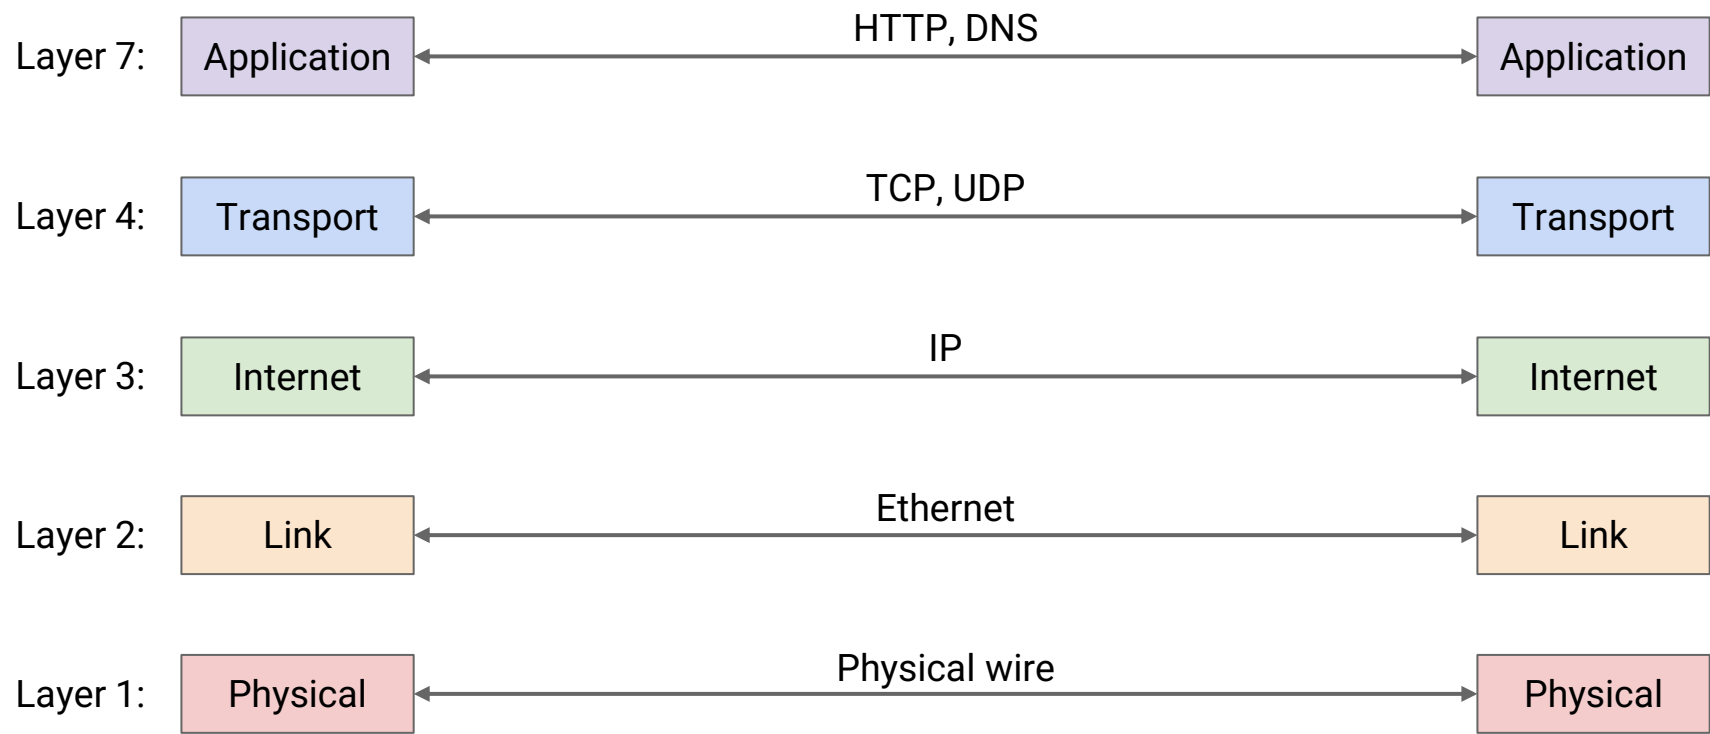 HTTP, DNS
Layer 7: Application Application
TCP, UDP
Layer 4: Transport Transport
IP
Layer 3: Internet Internet
Ethernet
Layer 2: Link Link
Physical wire
Layer 1: Physical Physical